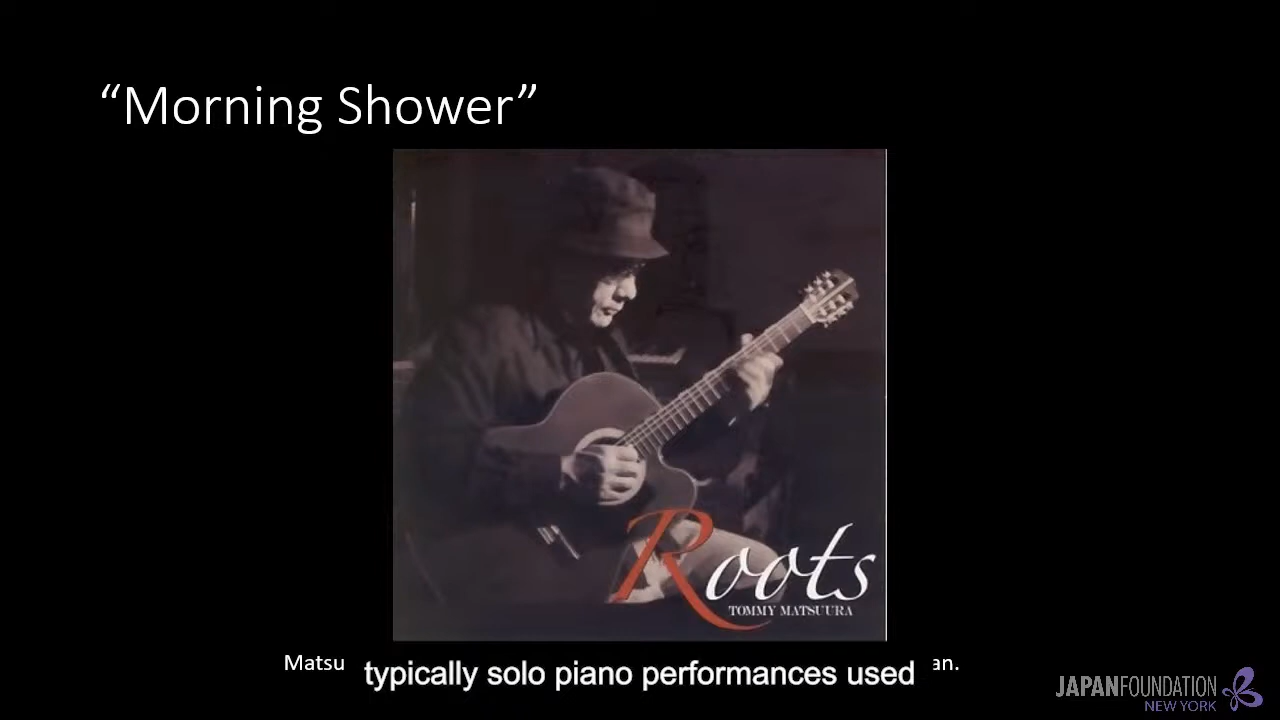 “Morning Shower”
Roots
TOMMY MATSUURA
Matsu an.
typically solo piano performances used
JAPANFOUNDATION
NEW YORK